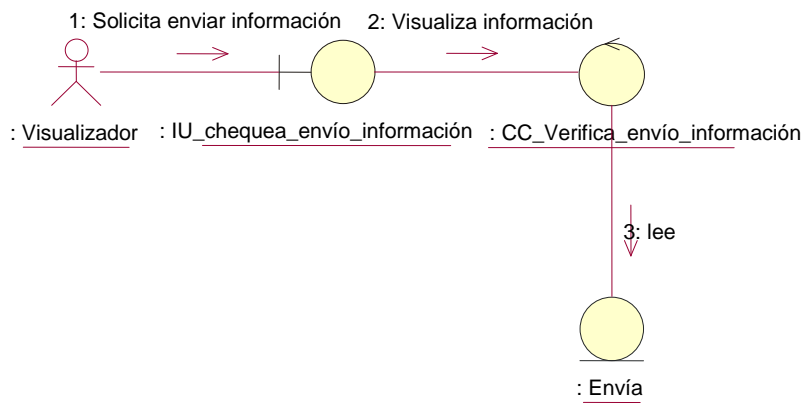 1: Solicita enviar información
2: Visualiza información
: Visualizador
: IU_chequea_envío_información
: CC_Verifica_envío_información
3: lee
: Envía